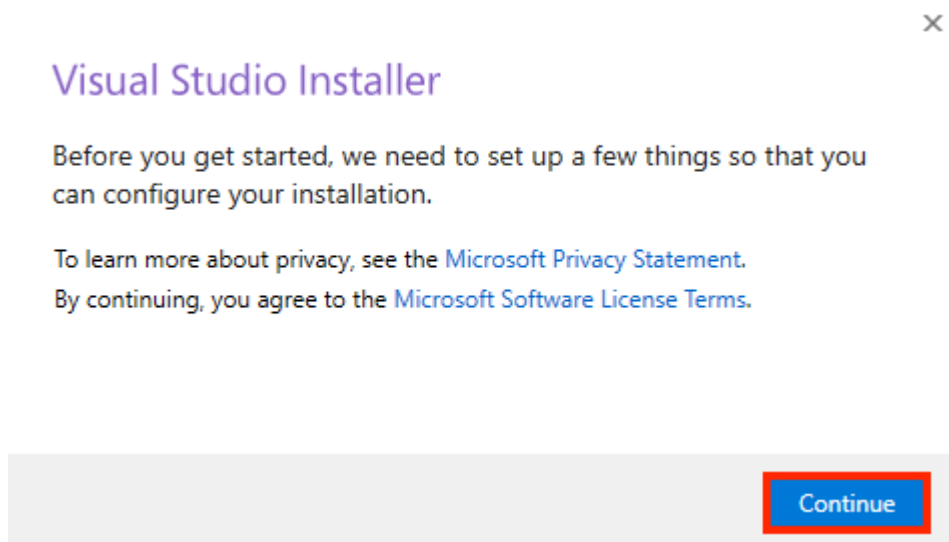 Visual Studio Installer
Before you get started, we need to set up a few things so that you
can configure your installation.
To learn more about privacy, see the Microsoft Privacy Statement.
By continuing, you agree to the Microsoft Software License Terms.
Continue